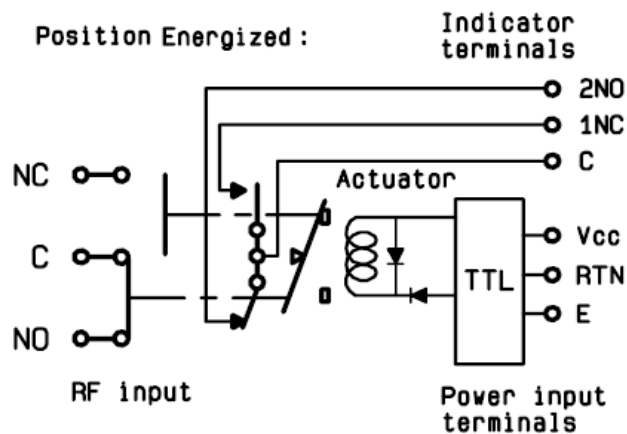 Position Energized :
Indicator
terminals
2NO
1NC
C
NC
Actuator
C
Vcc
TTL
RTN
E
NO
RF input
Power input
terminals